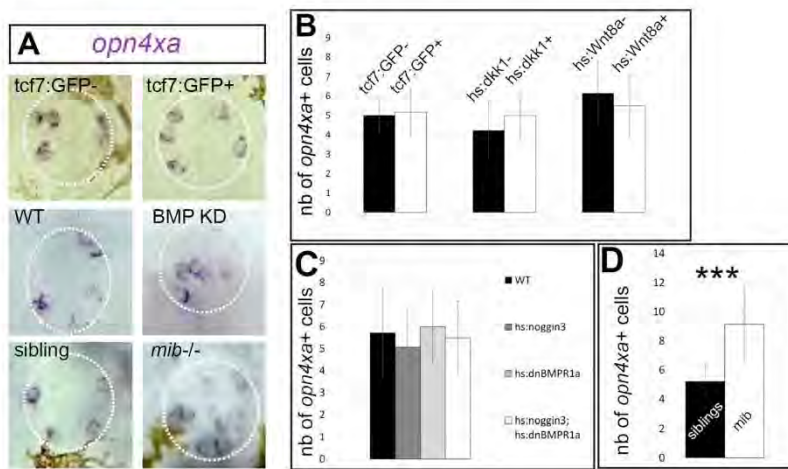 A
opn4xa
tcf7:GFP-
tcf7:GFP+
WT
BMP KD
sibling
mib-/-
B
nb of opn4xa+ cells
9
8
7
6
5
4
3
2
1
0
tcf7:GFP-
tcf7:GFP+
hs:dkk1-
hs:dkk1+
hs:Wnt8a-
hs:Wnt8a+
C
nb of opn4xa+ cells
9
8
7
6
5
4
3
2
1
0
WT
hs:noggin3
hs:dnBMPR1a
hs:noggin3;
hs:dnBMPR1a
D
nb of opn4xa+ cells
14
12
10
8
6
4
2
0
***
siblings
mib